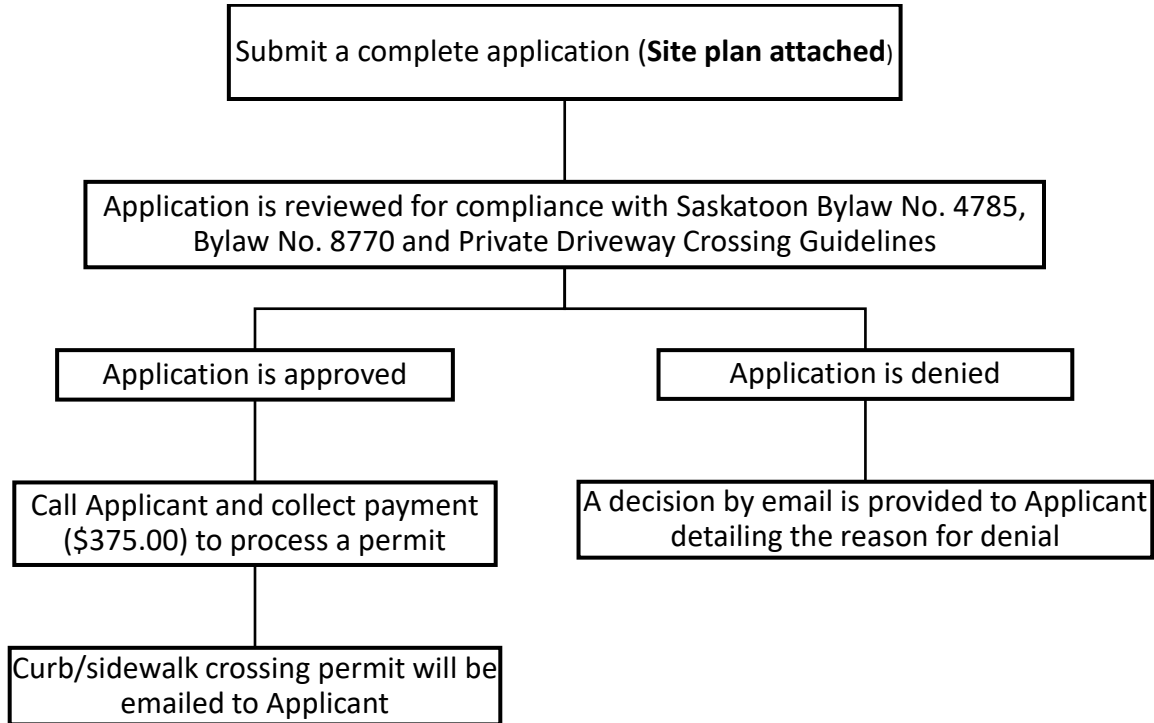 Submit a complete application (Site plan attached)
Application is reviewed for compliance with Saskatoon Bylaw No. 4785,
Bylaw No. 8770 and Private Driveway Crossing Guidelines
Application is approved
Application is denied
Call Applicant and collect payment
($375.00) to process a permit
A decision by email is provided to Applicant
detailing the reason for denial
Curb/sidewalk crossing permit will be
emailed to Applicant